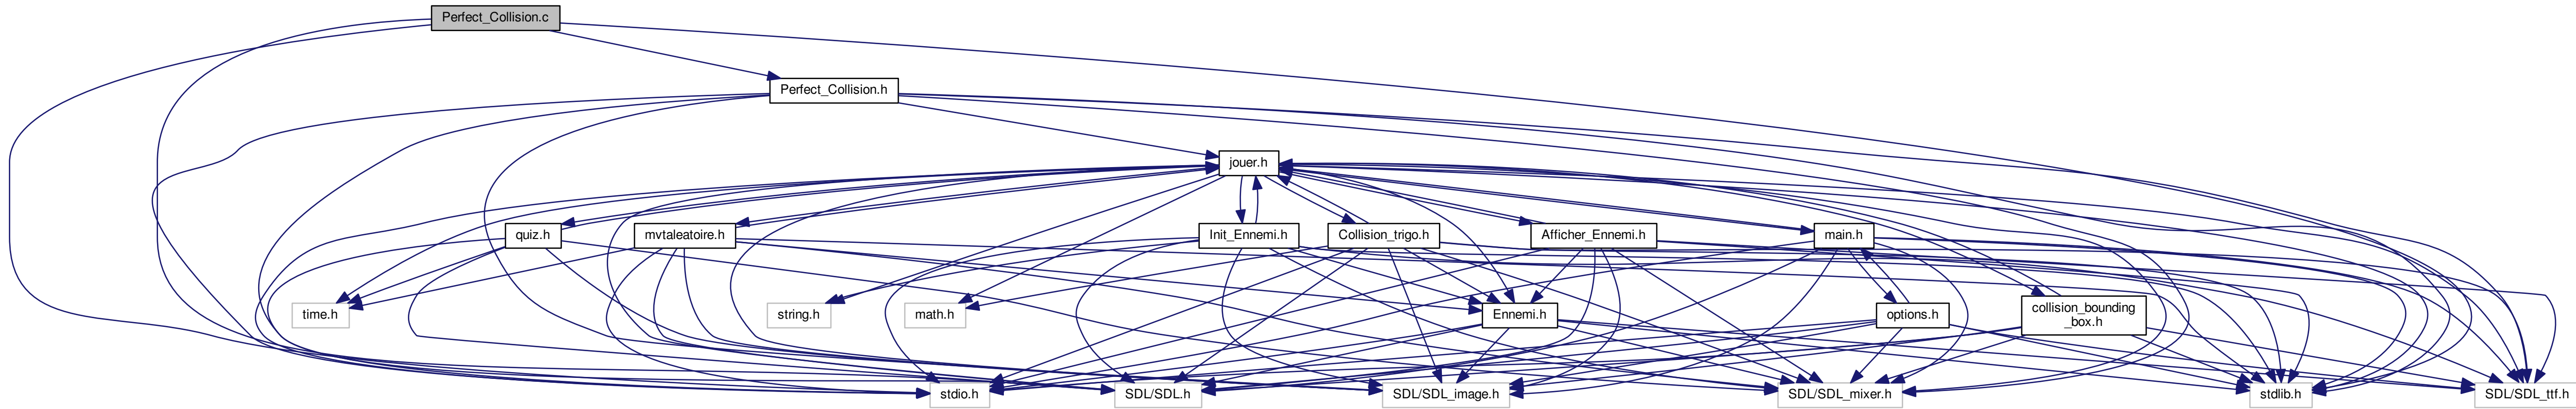 Perfect_Collision.c
Perfect_Collision.h
jouer.h
quiz.h
mvtaleatoire.h
Init_Ennemi.h
Collision_trigo.h
Afficher_Ennemi.h
main.h
time.h
string.h
math.h
Ennemi.h
options.h
collision_bounding
_box.h
stdio.h
SDL/SDL.h
SDL/SDL_image.h
SDL/SDL_mixer.h
stdlib.h
SDL/SDL_ttf.h